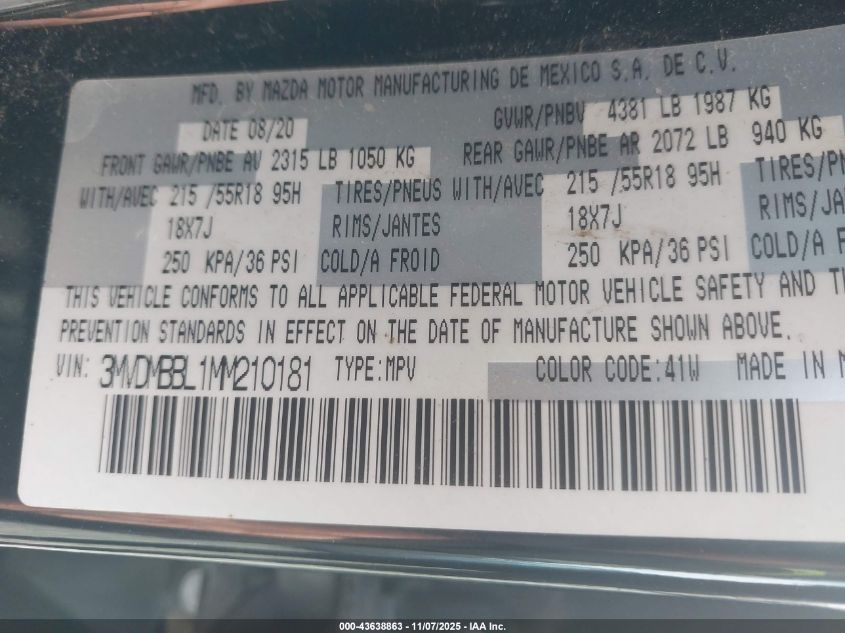 MFD. BY MAZDA MOTOR MANUFACTURING DE MEXICO S.A. DE C.V.
DATE 08/20 GVWR/PNBV 4381 LB 1987 KG
FRONT GAWR/PNBE AV 2315 LB 1050 KG REAR GAWR/PNBE AR 2072 LB 940 KG
WITH/AVEC 215 /55R18 95H TIRES/PNEUS WITH/AVEC 215 /55R18 95H TIRES/PN
18X7J RIMS/JANTES 18X7J RIMS/JA
250 KPA/36 PSI COLD/A FROID 250 KPA/36 PSI COLD/A F
THIS VEHICLE CONFORMS TO ALL APPLICABLE FEDERAL MOTOR VEHICLE SAFETY AND T
PREVENTION STANDARDS IN EFFECT ON THE DATE OF MANUFACTURE SHOWN ABOVE.
VIN: 3MVDMBBL1MM210181 TYPE:MPV COLOR CODE:41W MADE IN M
000-43638863 - 11/07/2025 - IAA Inc.